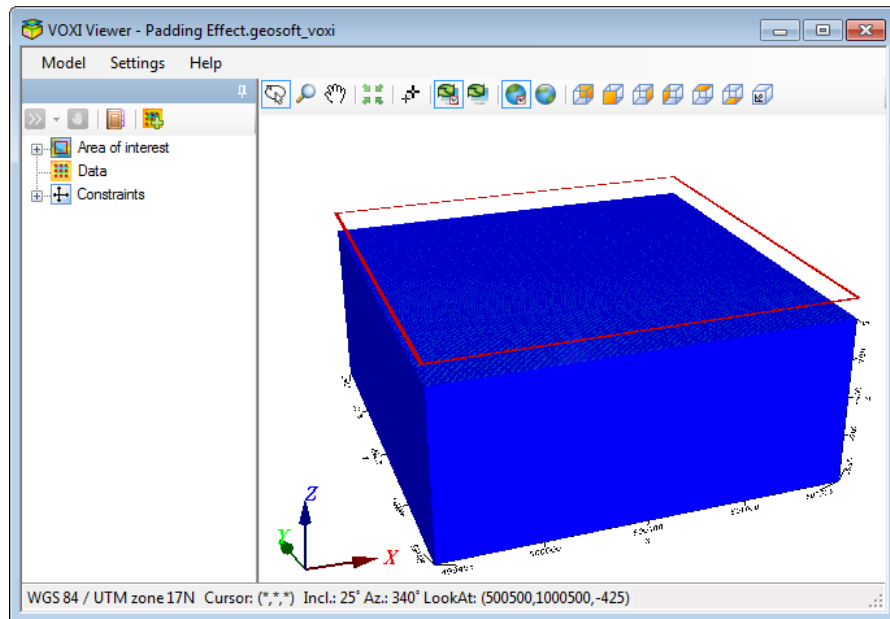 VOXI Viewer - Padding Effect.geosoft_voxi
Model Settings Help
Area of interest
Data
Constraints
Z
Y
X
WGS 84 / UTM zone 17N Cursor: (*,*,*) Incl.: 25° Az.: 340° LookAt: (500500,1000500,-425)